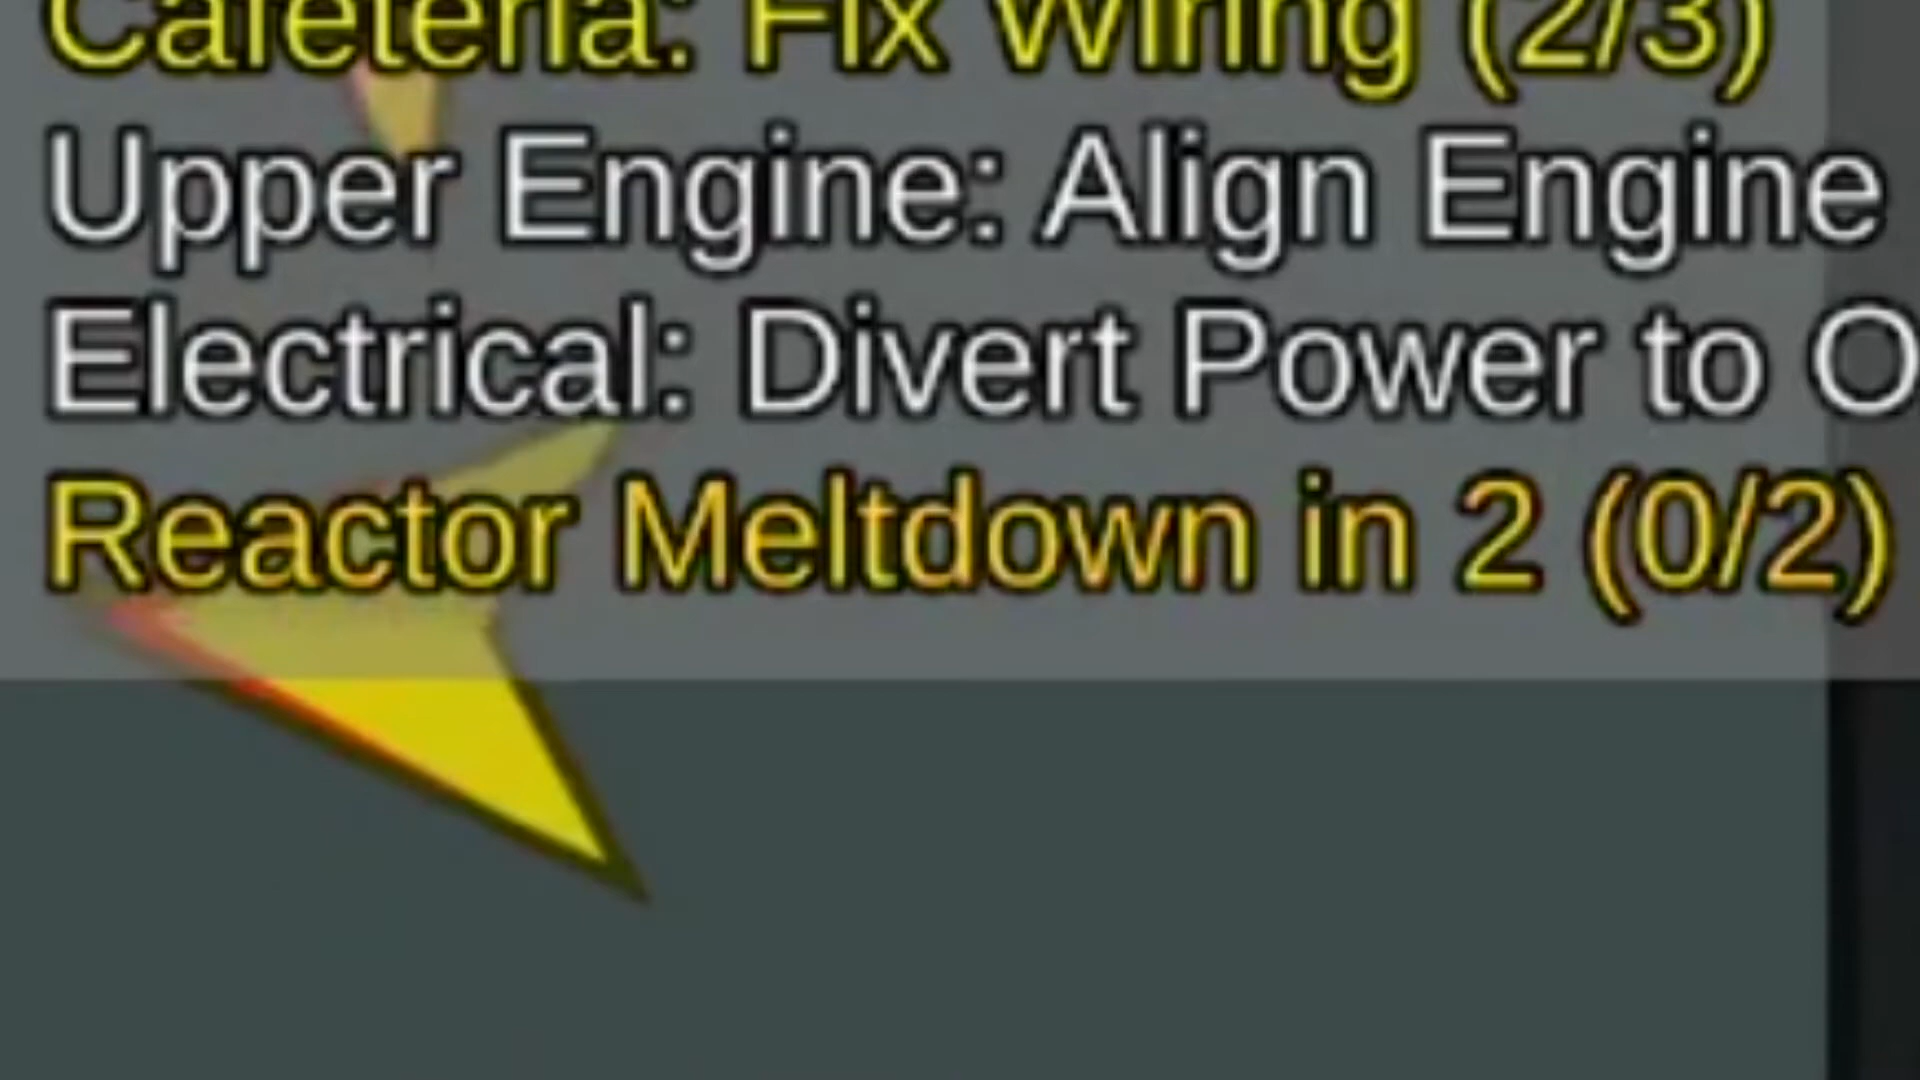 Cafeteria: Fix Wiring (2/3)
Upper Engine: Align Engine
Electrical: Divert Power to
Reactor Meltdown in 2 (0/2)